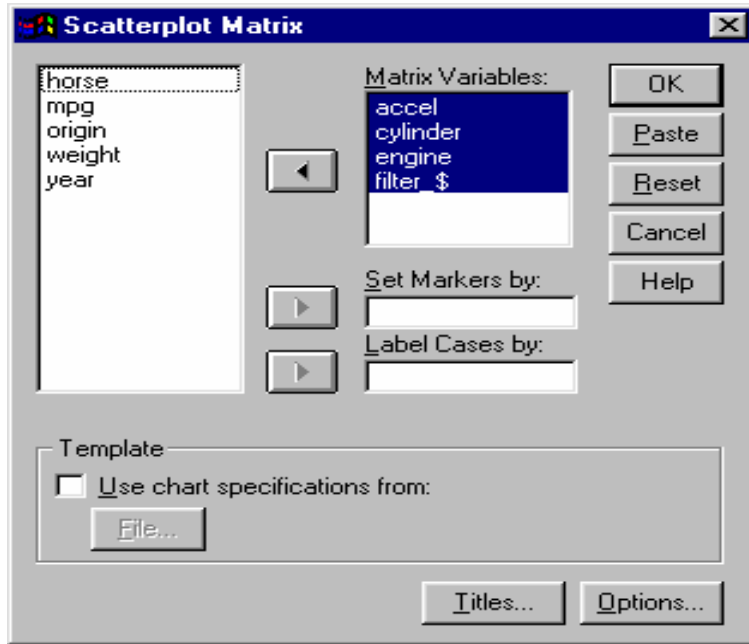 Scatterplot Matrix
horse
mpg
origin
weight
year
Matrix Variables:
accel
cylinder
engine
filter_$
Set Markers by:
Label Cases by:
OK
Paste
Reset
Cancel
Help
Template
Use chart specifications from:
File...
Titles...
Options...